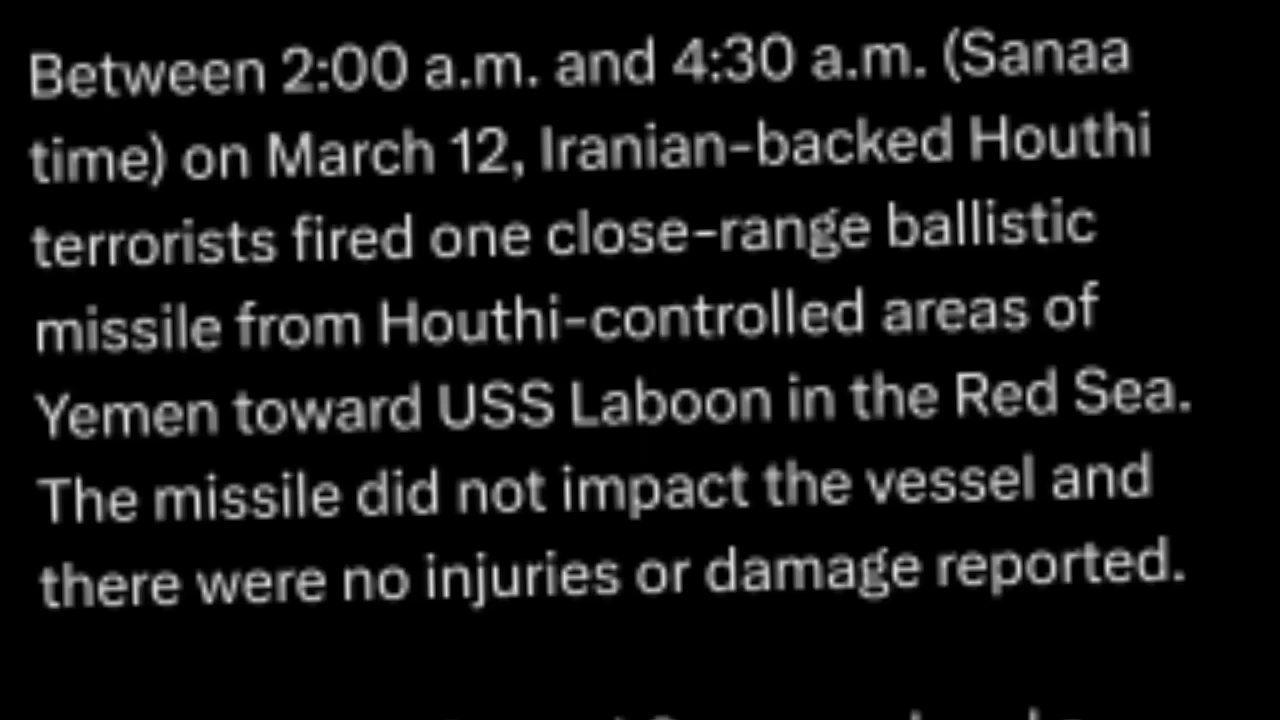 Between 2:00 a.m. and 4:30 a.m. (Sanaa
time) on March 12, Iranian-backed Houthi
terrorists fired one close-range ballistic
missile from Houthi-controlled areas of
Yemen toward USS Laboon in the Red Sea.
The missile did not impact the vessel and
there were no injuries or damage reported.